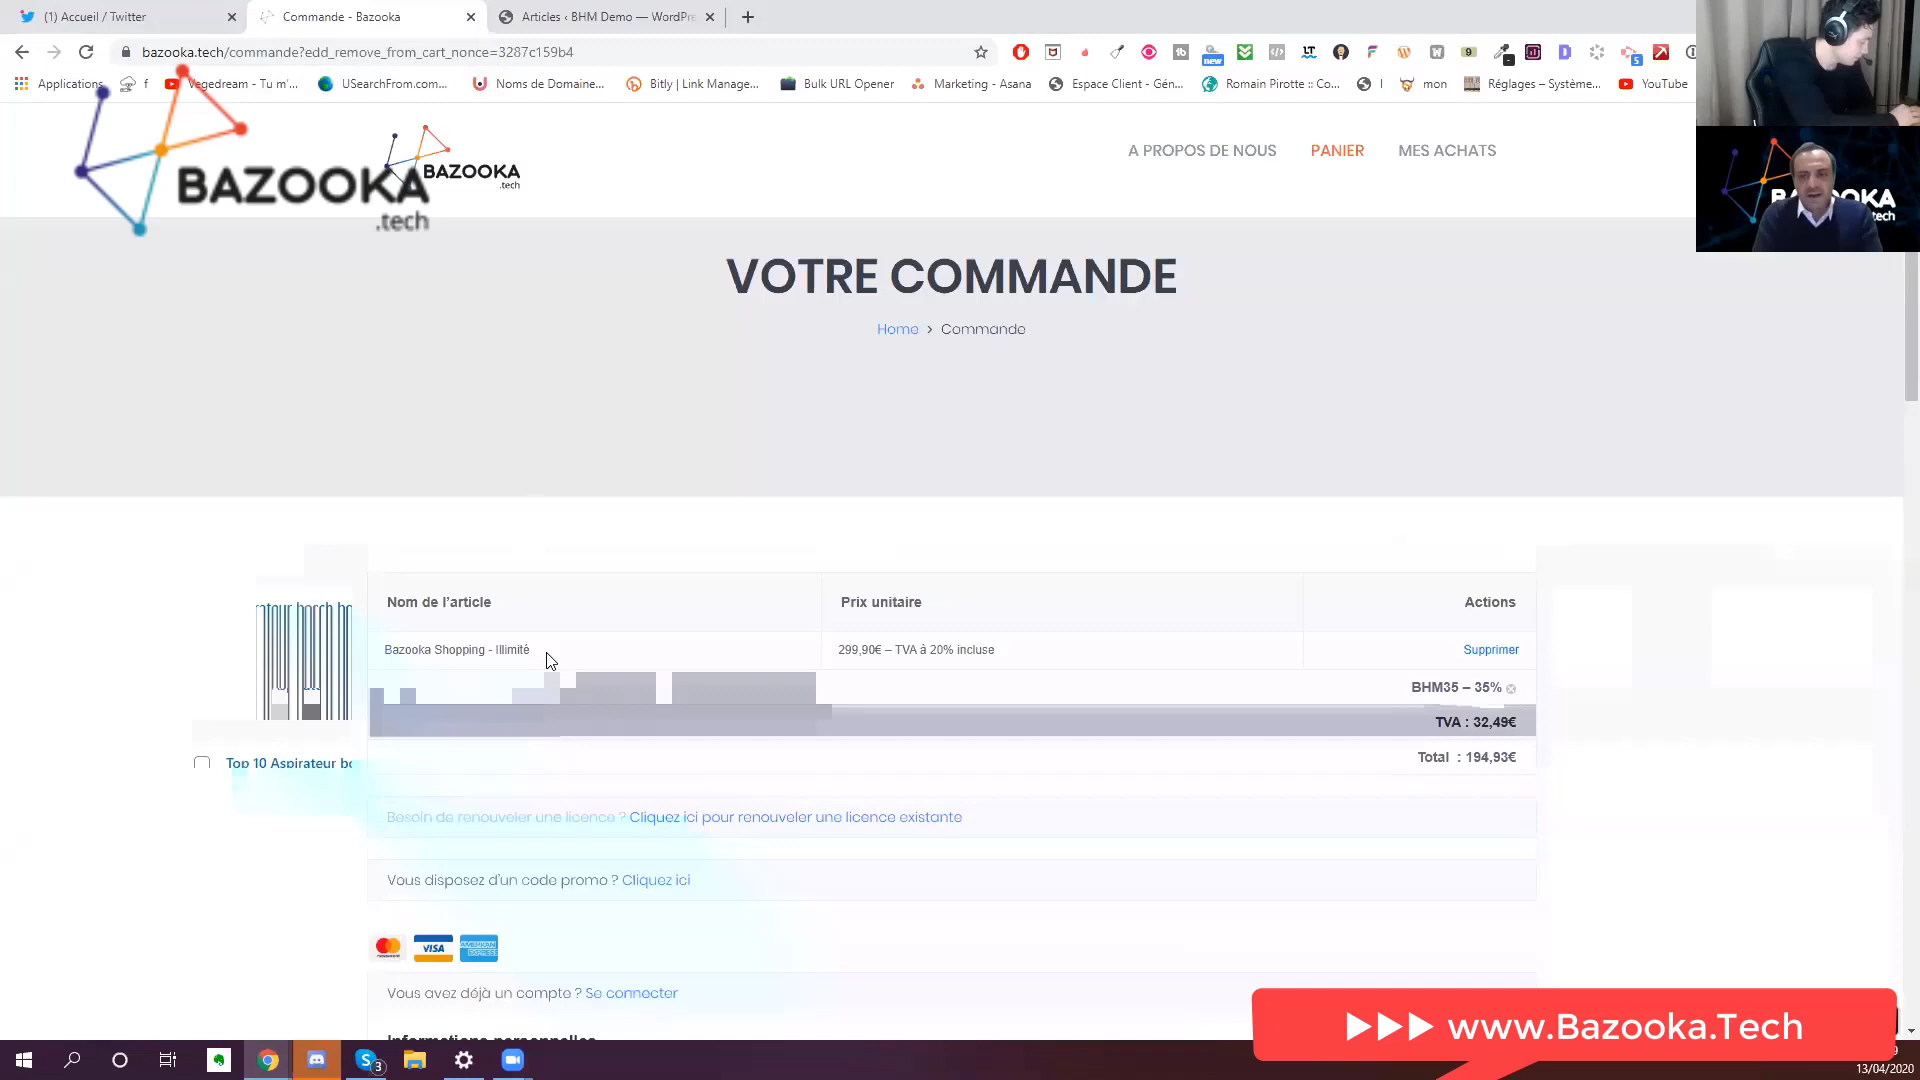 (1) Accueil / Twitter
Commande - Bazooka
Articles ‹ BHM Demo — WordPre
bazooka.tech/commande?edd_remove_from_cart_nonce=3287c159b4
Applications
f
Vegedream - Tu m'...
USearchFrom.com...
Noms de Domaine...
Bitly | Link Manage...
Bulk URL Opener
Marketing - Asana
Espace Client - Gén...
Romain Pirotte :: Co...
I
mon
Réglages – Système...
YouTube
BAZOOKA
.tech
BAZOOKA
.tech
A PROPOS DE NOUS
PANIER
MES ACHATS
VOTRE COMMANDE
Home > Commande
Nom de l'article
Prix unitaire
Actions
Bazooka Shopping - Illimité
299,90€ – TVA à 20% incluse
Supprimer
BHM35 – 35%
TVA : 32,49€
Total : 194,93€
Top 10 Aspirateur bo
Besoin de renouveler une licence ? Cliquez ici pour renouveler une licence existante
Vous disposez d'un code promo ? Cliquez ici
VISA
AMERICAN EXPRESS
Vous avez déjà un compte ? Se connecter
Informations personnelles
www.Bazooka.Tech
13/04/2020